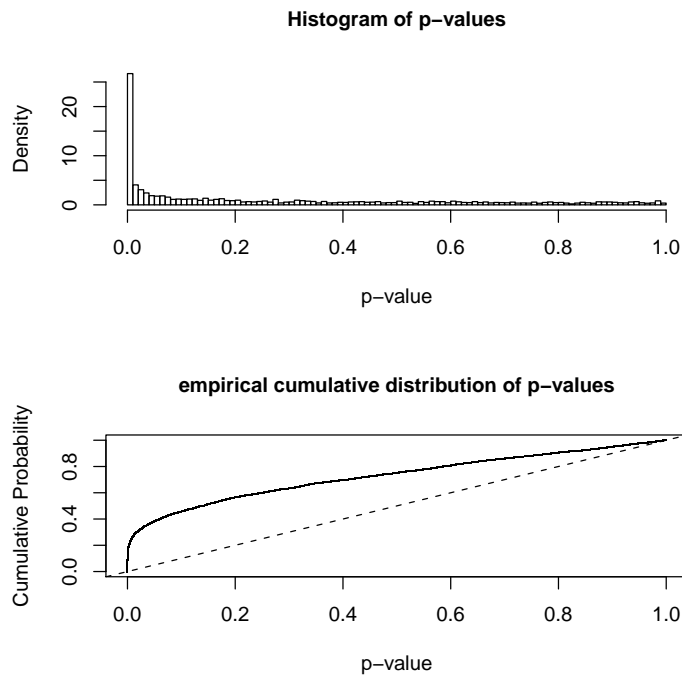 Histogram of p−values
Density
20
10
0
0.0 0.2 0.4 0.6 0.8 1.0
p−value
empirical cumulative distribution of p−values
Cumulative Probability
0.8
0.4
0.0
0.0 0.2 0.4 0.6 0.8 1.0
p−value